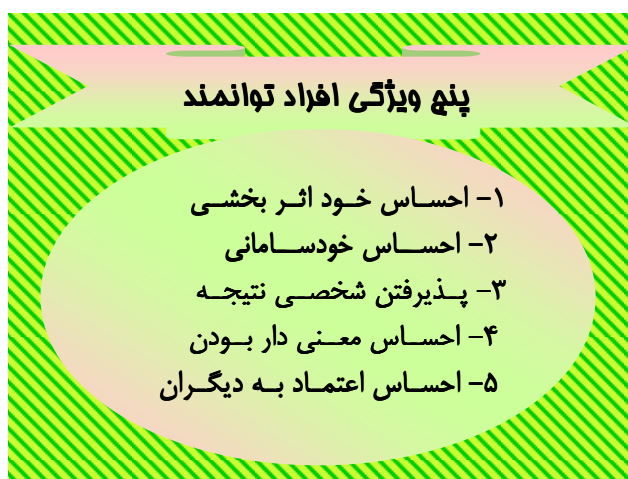 پنج ویژگی افراد توانمند
۱- احساس خود اثر بخشی
۲- احساس خودسامانی
۳- پذیرفتن شخصی نتیجه
۴- احساس معنی دار بودن
۵- احساس اعتماد به دیگران